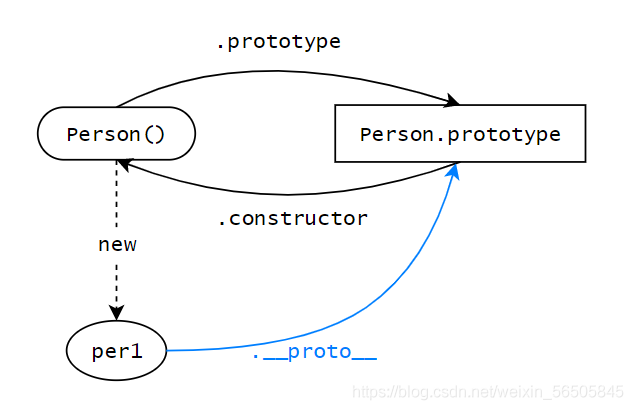 .prototype
Person()
Person.prototype
.constructor
new
per1
.__proto__
https://blog.csdn.net/weixin_56505845